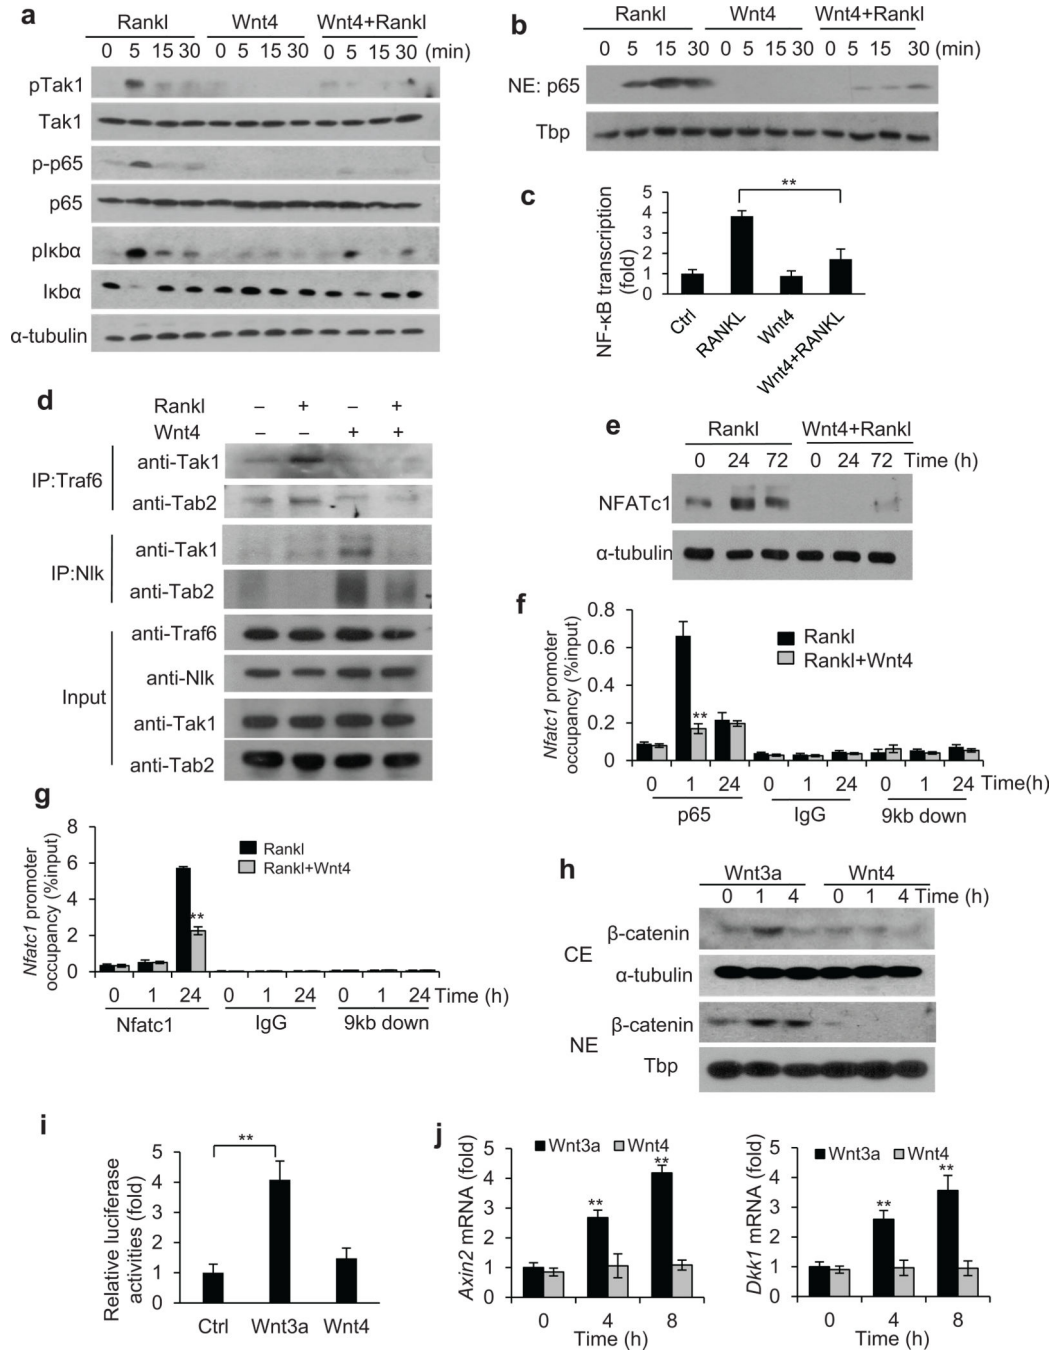 a
Rankl Wnt4 Wnt4+Rankl
0 5 15 30 0 5 15 30 0 5 15 30 (min)
pTak1
Tak1
p-p65
p65
pIκbα
Iκbα
α-tubulin
b
Rankl Wnt4 Wnt4+Rankl
0 5 15 30 0 5 15 30 0 5 15 30 (min)
NE: p65
Tbp
c
NF-κB transcription
(fold)
5
4
3
2
1
0
**
Ctrl
RANKL
Wnt4
Wnt4+RANKL
d
Rankl – + – +
Wnt4 – – + +
IP:Traf6
anti-Tak1
anti-Tab2
IP:Nlk
anti-Tak1
anti-Tab2
Input
anti-Traf6
anti-Nlk
anti-Tak1
anti-Tab2
e
Rankl Wnt4+Rankl
0 24 72 0 24 72 Time (h)
NFATc1
α-tubulin
f
Nfatc1 promoter
occupancy (%input)
0.8
0.6
0.4
0.2
0
Rankl
Rankl+Wnt4
**
0 1 24 0 1 24 0 1 24 Time(h)
p65 IgG 9kb down
g
Nfatc1 promoter
occupancy (%input)
8
6
4
2
0
Rankl
Rankl+Wnt4
**
0 1 24 0 1 24 0 1 24 Time (h)
Nfatc1 IgG 9kb down
h
Wnt3a Wnt4
0 1 4 0 1 4 Time (h)
CE
β-catenin
α-tubulin
NE
β-catenin
Tbp
i
Relative luciferase
activities (fold)
5
4
3
2
1
0
**
Ctrl Wnt3a Wnt4
j
Axin2 mRNA (fold)
5
4
3
2
1
0
Wnt3a Wnt4
**
**
0 4 8
Time (h)
Dkk1 mRNA (fold)
5
4
3
2
1
0
Wnt3a Wnt4
**
**
0 4 8
Time (h)